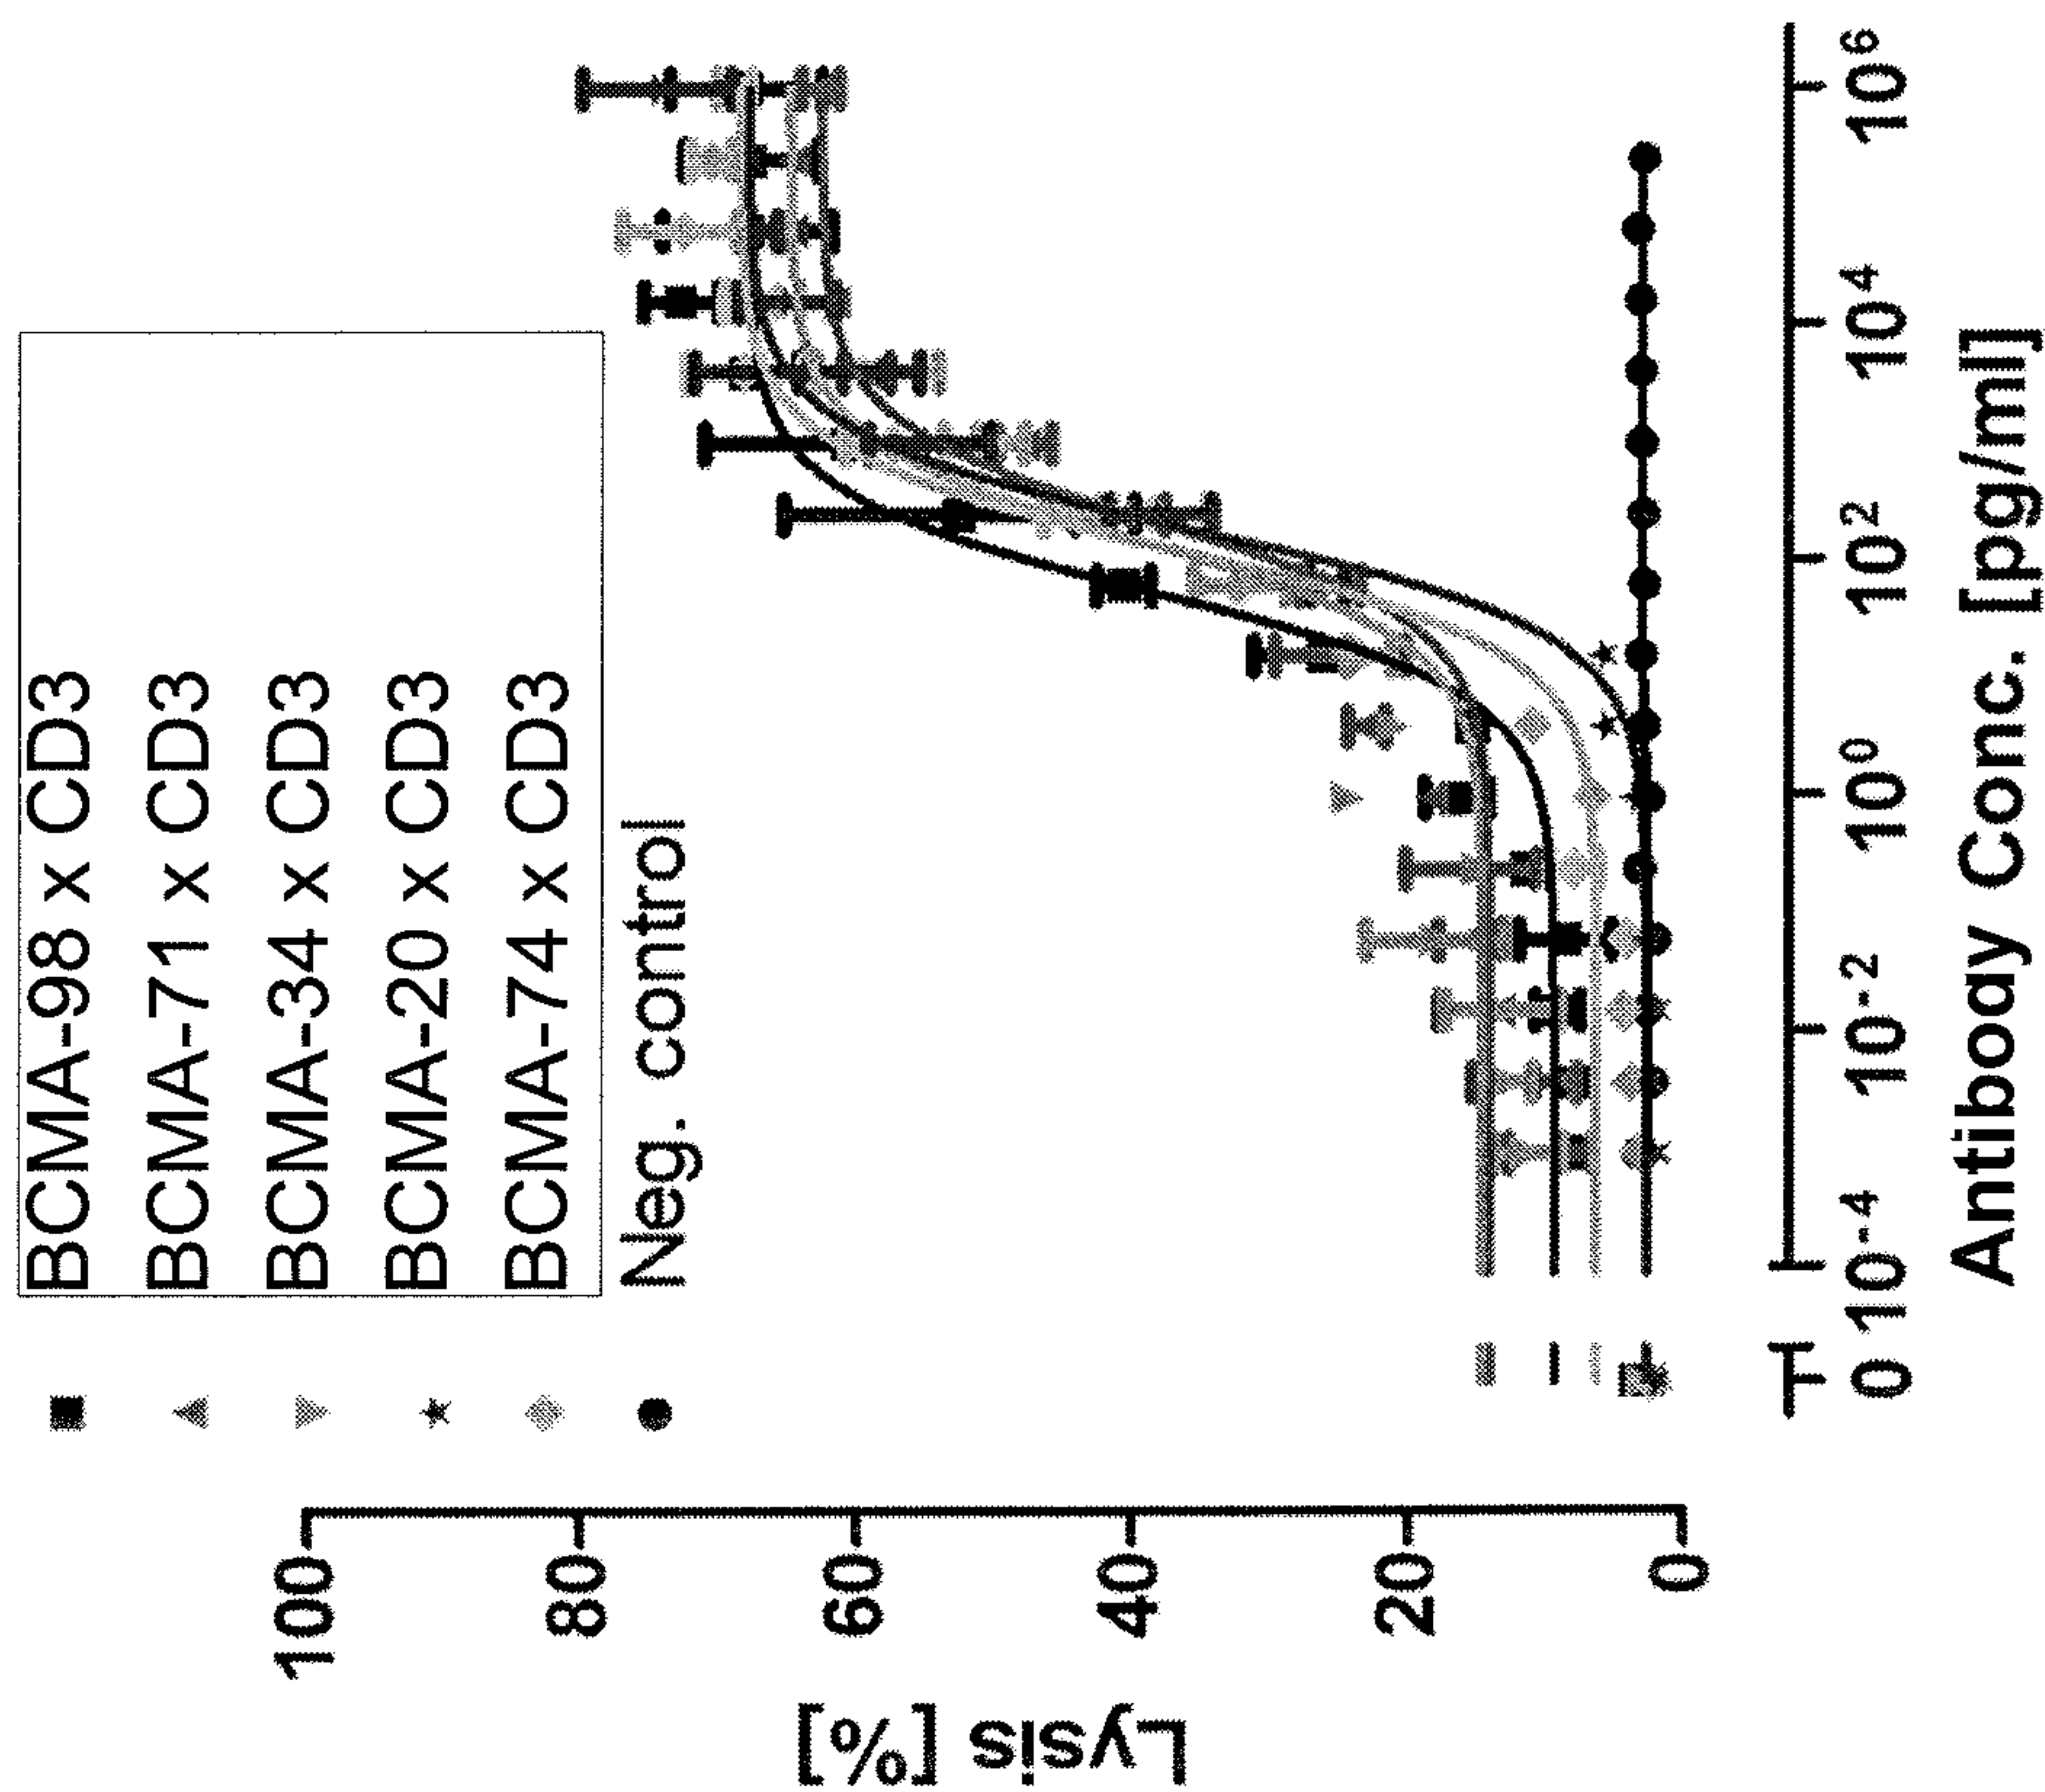 BCMA-98 x CD3
BCMA-71 x CD3
BCMA-34 x CD3
BCMA-20 x CD3
BCMA-74 x CD3
Neg. control
Lysis [%]
100
80
60
40
20
0
0 10-4 10-2 100 102 104 106
Antibody Conc. [pg/ml]